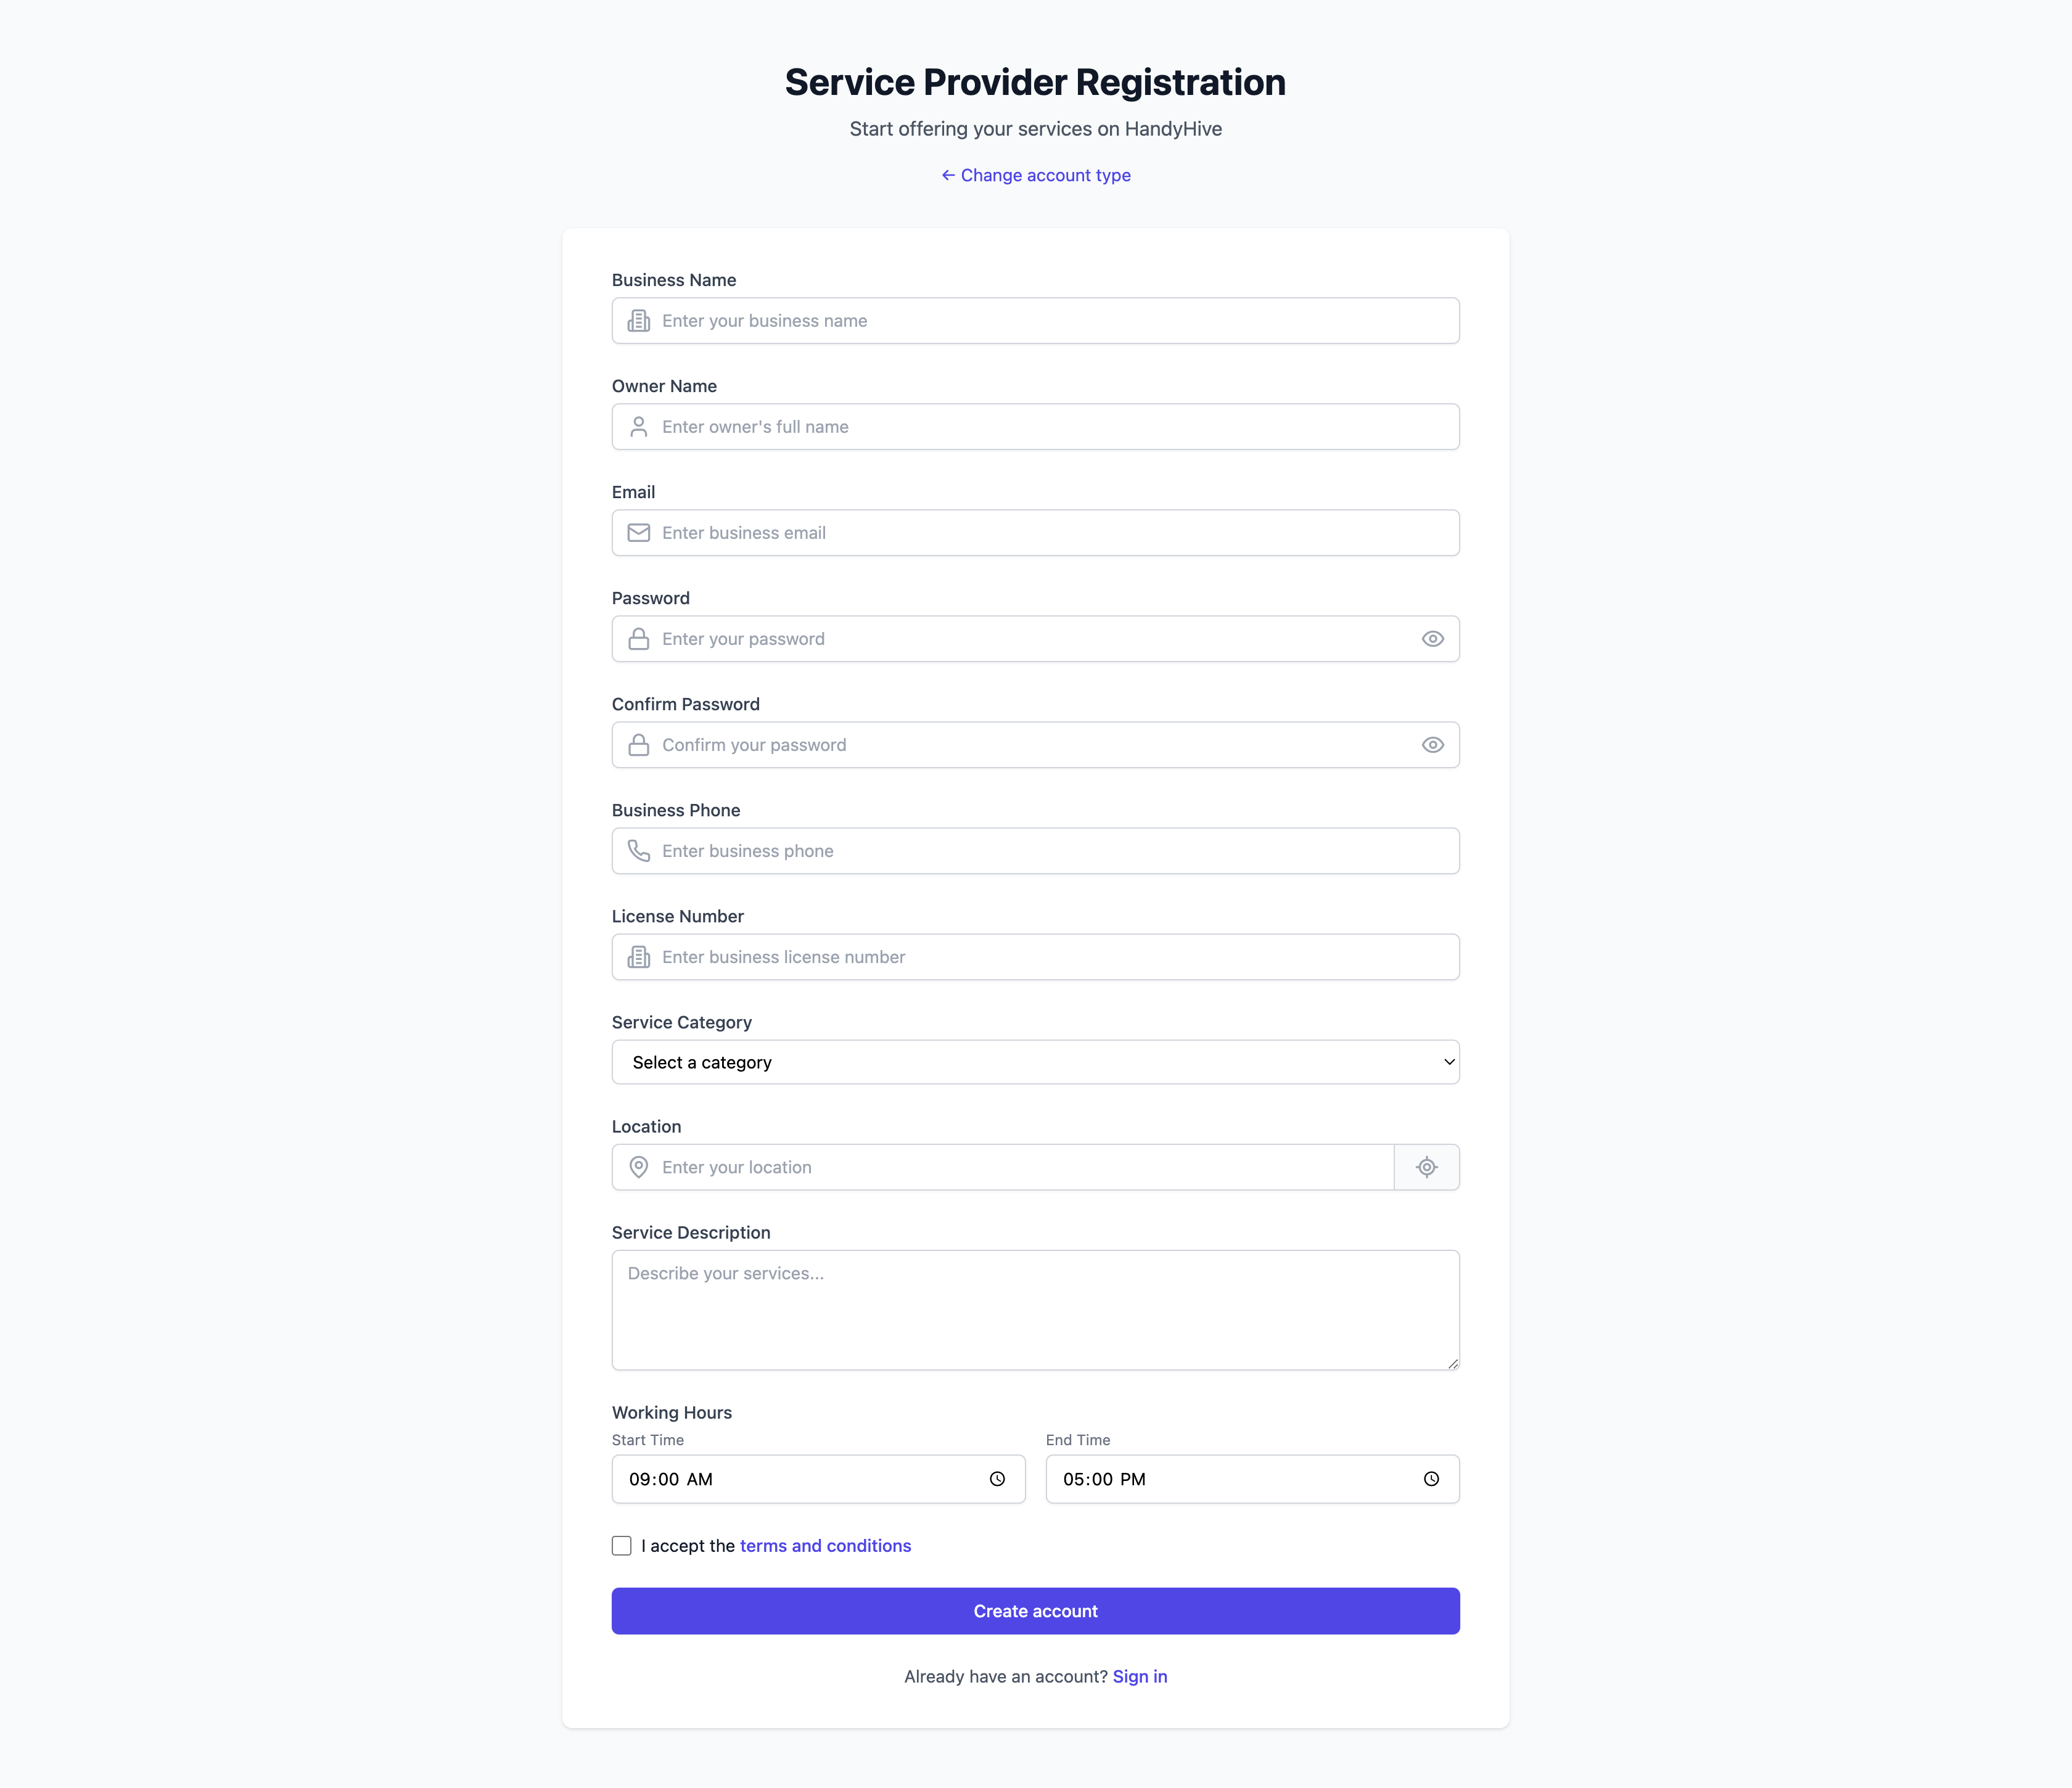 Service Provider Registration
Start offering your services on HandyHive
← Change account type
Business Name
Enter your business name
Owner Name
Enter owner's full name
Email
Enter business email
Password
Enter your password
Confirm Password
Confirm your password
Business Phone
Enter business phone
License Number
Enter business license number
Service Category
Select a category
Location
Enter your location
Service Description
Describe your services...
Working Hours
Start Time
End Time
09:00 AM
05:00 PM
I accept the terms and conditions
Create account
Already have an account? Sign in